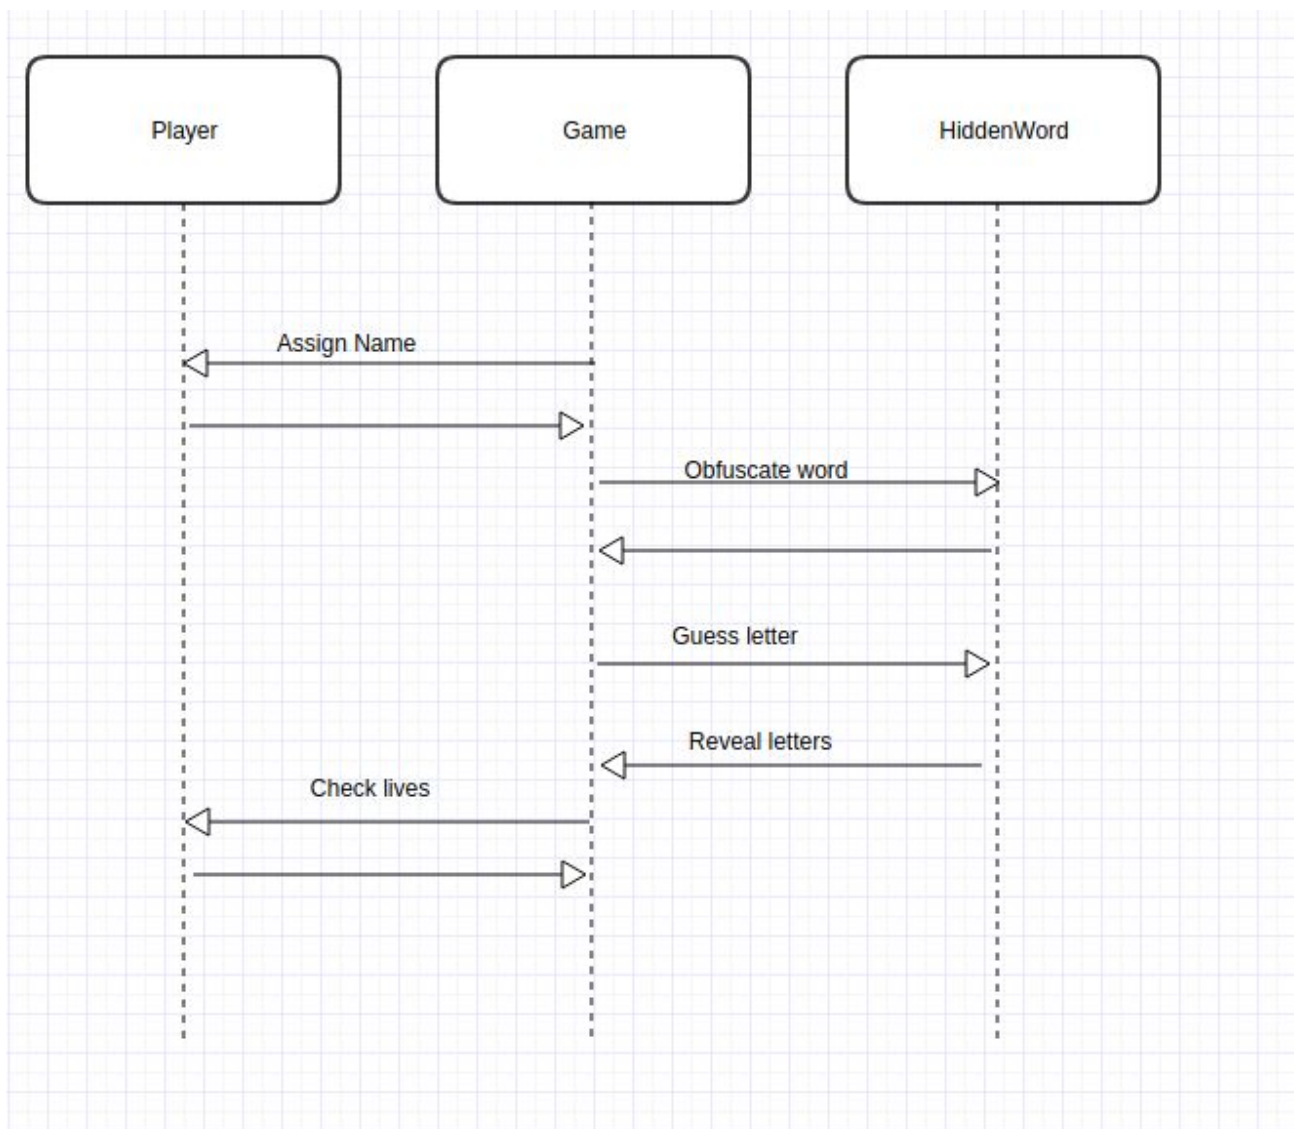 Player
Game
HiddenWord
Assign Name
Obfuscate word
Guess letter
Reveal letters
Check lives